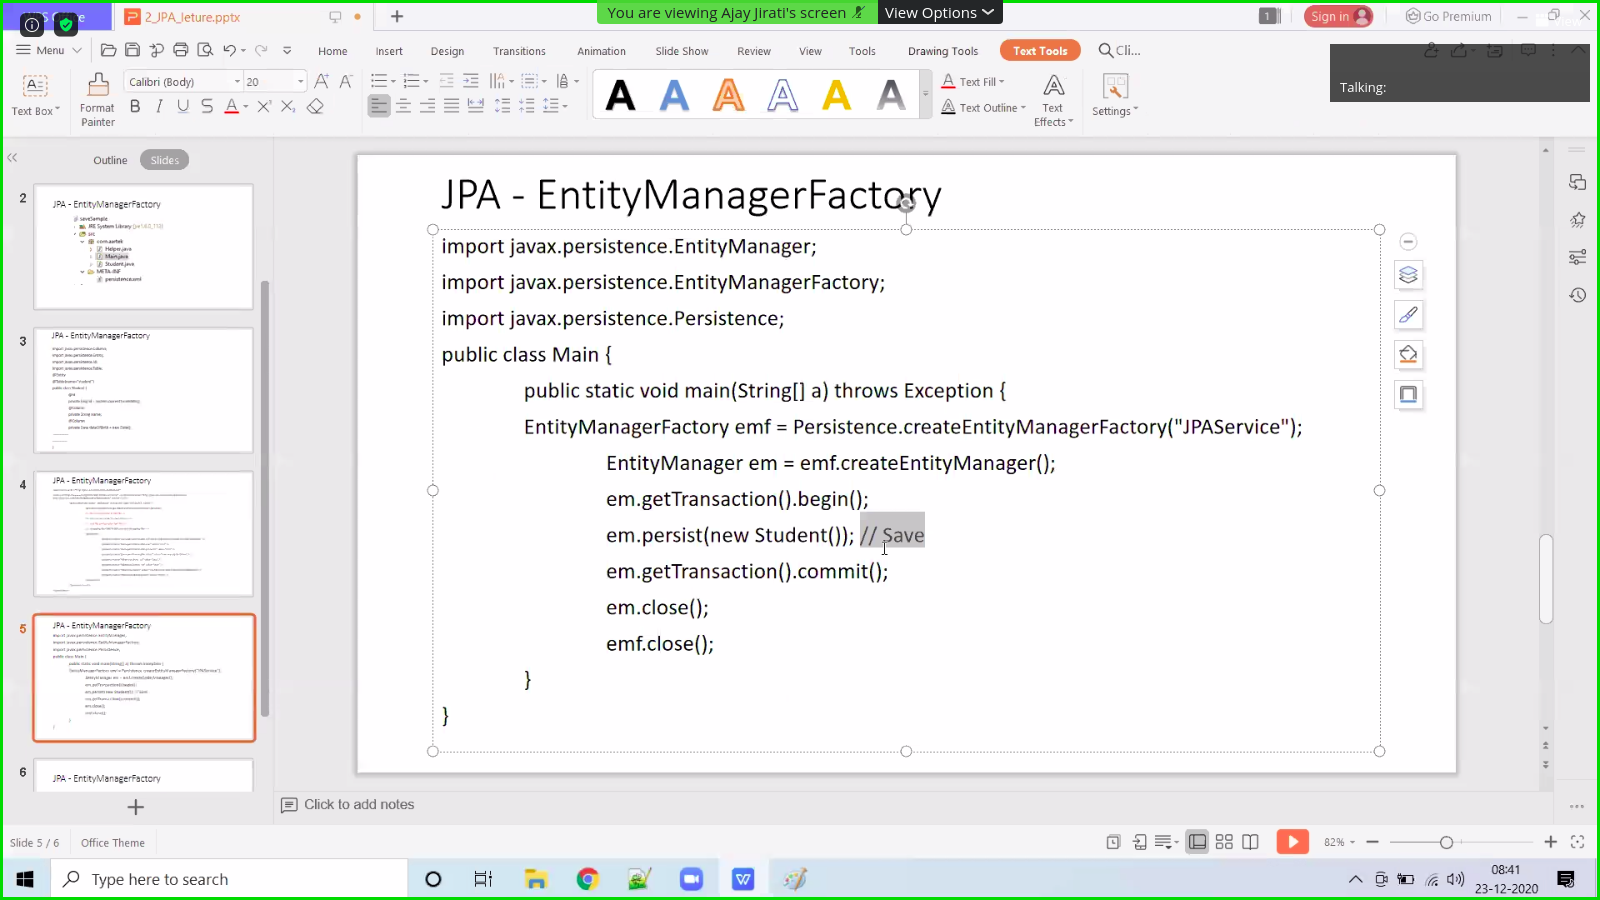 2_JPA_leture.pptx
You are viewing Ajay Jirati's screen
View Options
Sign in
Go Premium
Menu
Home
Insert
Design
Transitions
Animation
Slide Show
Review
View
Tools
Drawing Tools
Text Tools
Cli...
Talking:
Text Box
Format
Painter
Calibri (Body)
20
Text Fill
Text Outline
Text
Effects
Settings
Outline
Slides
2
JPA - EntityManagerFactory
3
JPA - EntityManagerFactory
4
JPA - EntityManagerFactory
5
JPA - EntityManagerFactory
6
JPA - EntityManagerFactory
JPA - EntityManagerFactory
import javax.persistence.EntityManager;
import javax.persistence.EntityManagerFactory;
import javax.persistence.Persistence;
public class Main {
public static void main(String[] a) throws Exception {
EntityManagerFactory emf = Persistence.createEntityManagerFactory("JPAService");
EntityManager em = emf.createEntityManager();
em.getTransaction().begin();
em.persist(new Student()); // Save
em.getTransaction().commit();
em.close();
emf.close();
}
}
Click to add notes
Slide 5 / 6
Office Theme
82%
Type here to search
08:41
23-12-2020